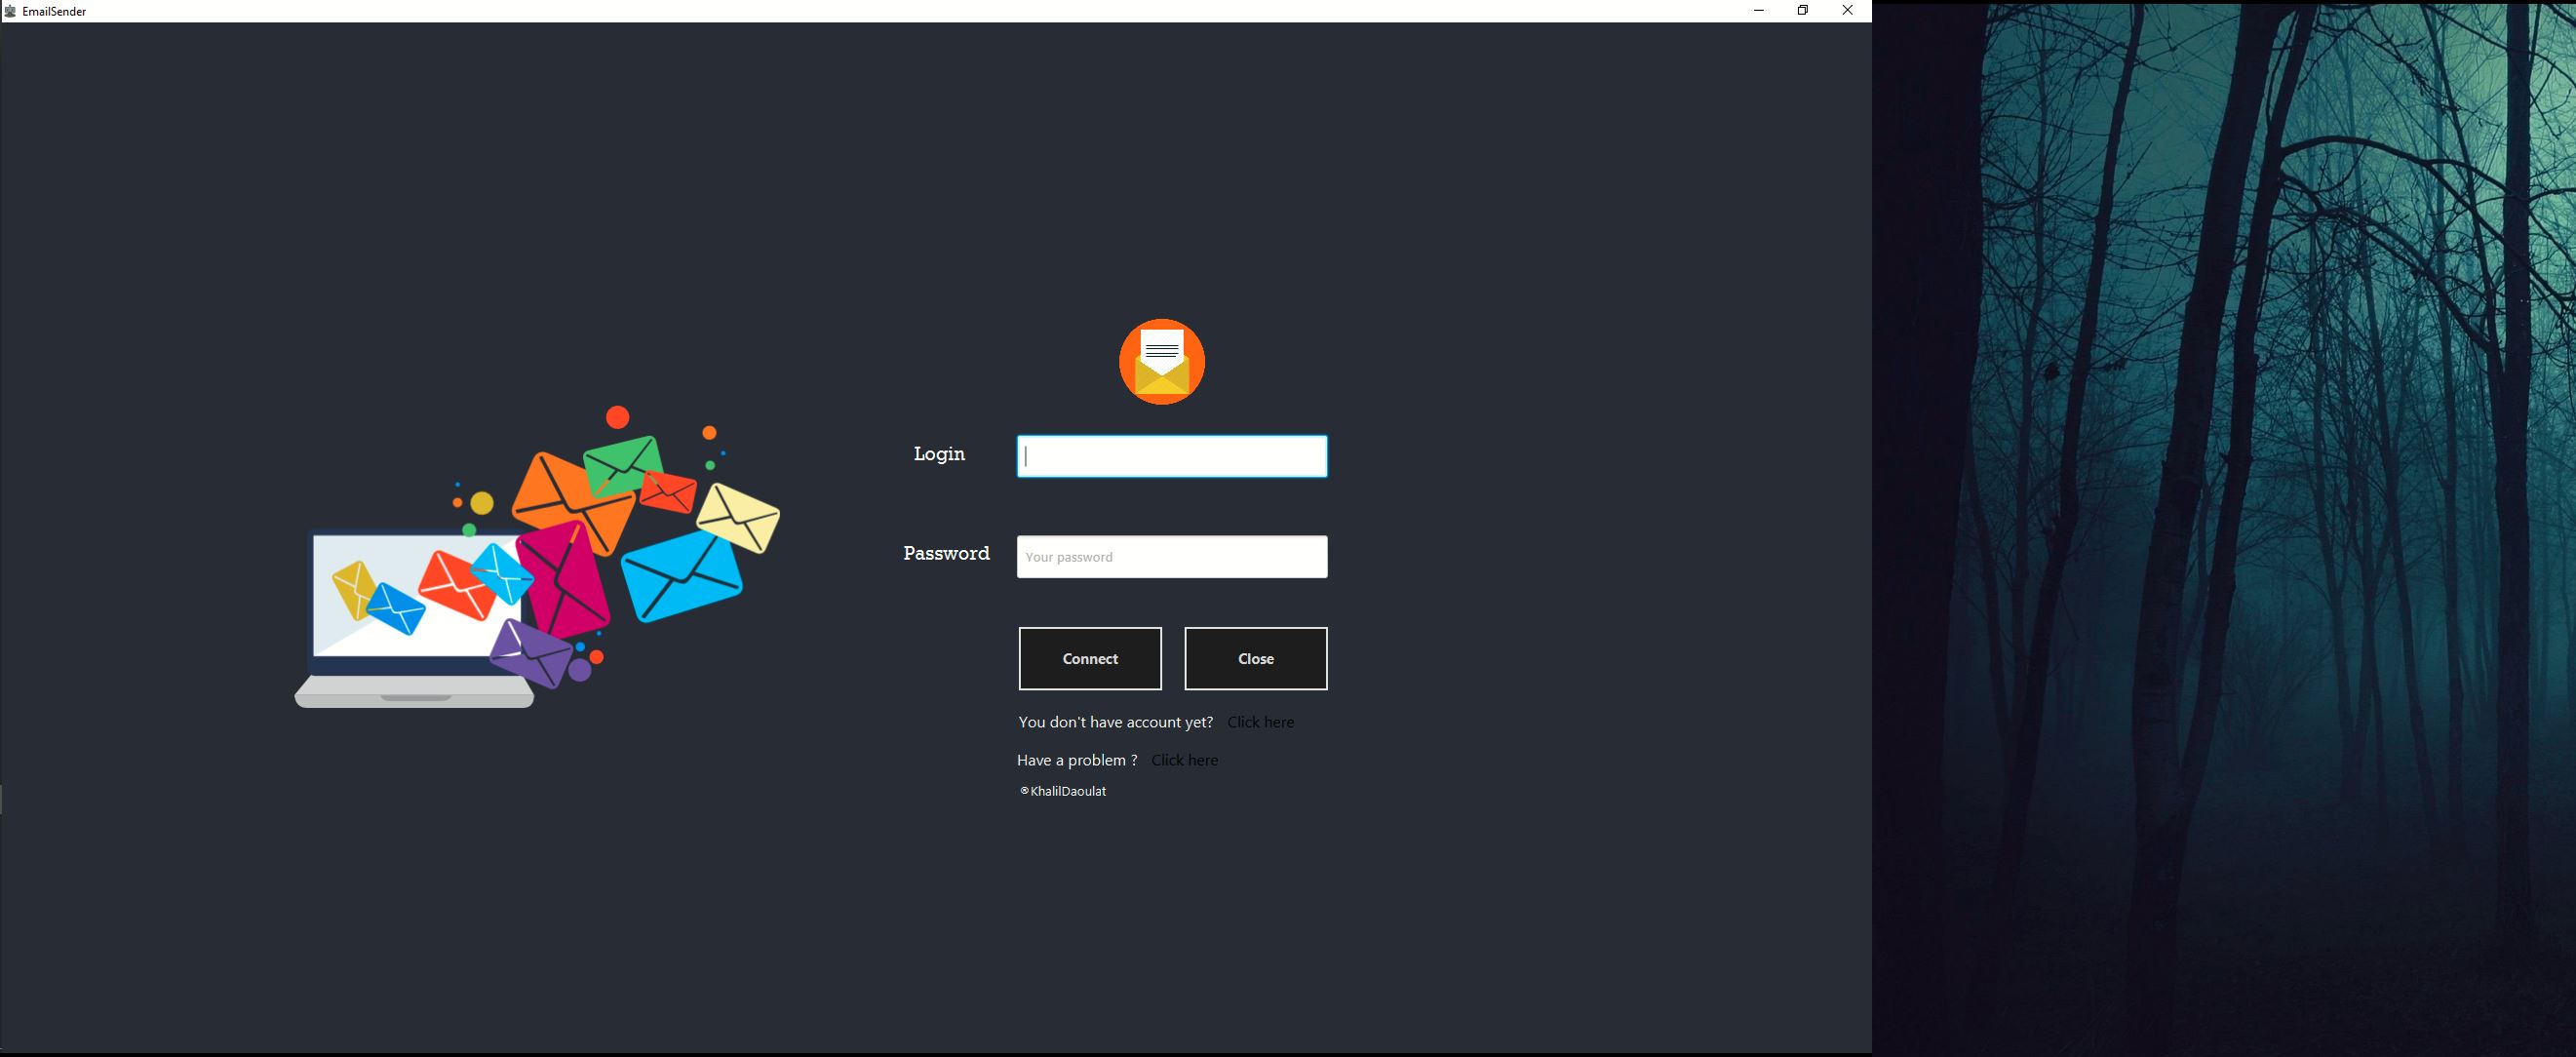 EmailSender
Login
Password Your password
Connect Close
You don't have account yet? Click here
Have a problem ? Click here
®KhalilDaoulat